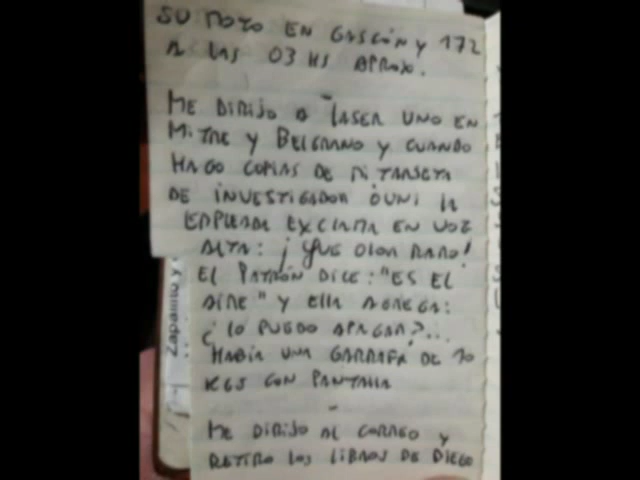 SU MOTO EN GASCÓN Y 172
A LAS 03 HS APROX.
-
ME DIRIJO A LASER UNO EN
MITRE Y BELGRANO Y CUANDO
HAGO COPIAS DE MI TARJETA
DE INVESTIGADOR OVNI LA
EMPLEADA EXCLAMA EN VOZ
ALTA: ¡QUE OLOR RARO!
EL PATRÓN DICE: "ES EL
AIRE" Y ELLA AGREGA:
¿LO PUEDO APAGAR?...
HABÍA UNA GARRAFA DE 10
KGS CON PANTALLA
-
ME DIRIJO AL CORREO Y
RETIRO LOS LIBROS DE DIEGO
Zapallito y